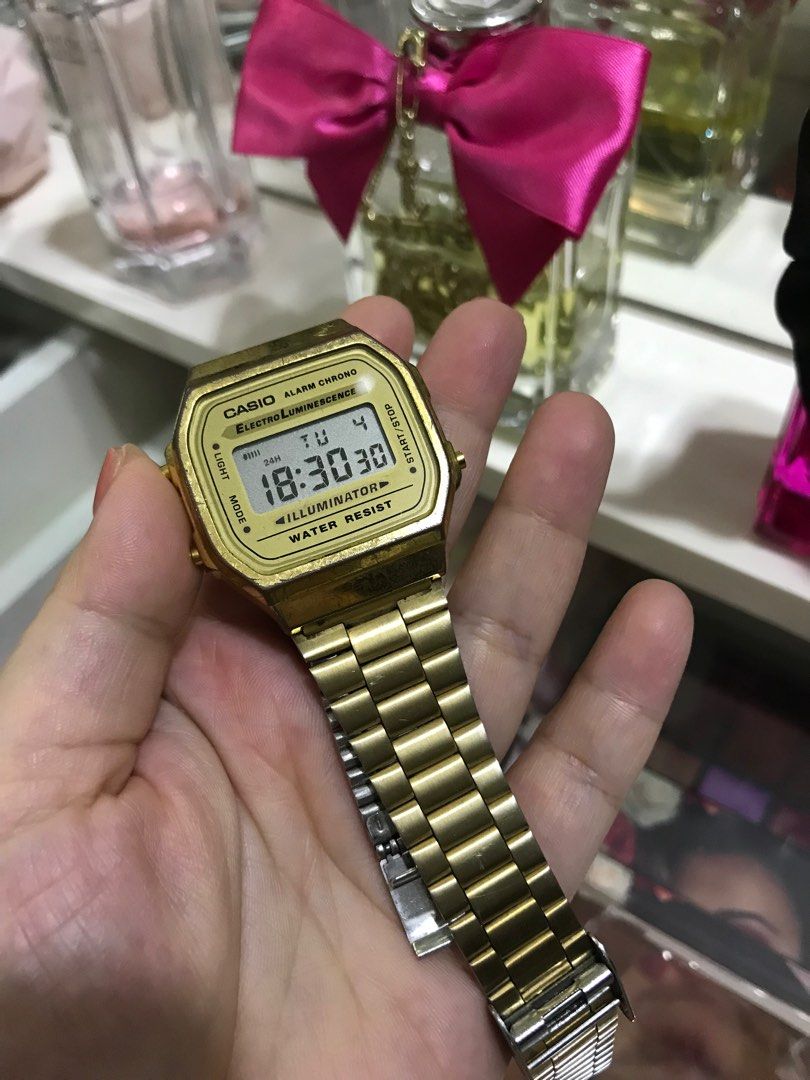 CASIO ALARM CHRONO
ELECTROLUMINESCENCE
TU 4
24H
18:30 30
LIGHT
MODE
START/STOP
ILLUMINATOR
WATER RESIST